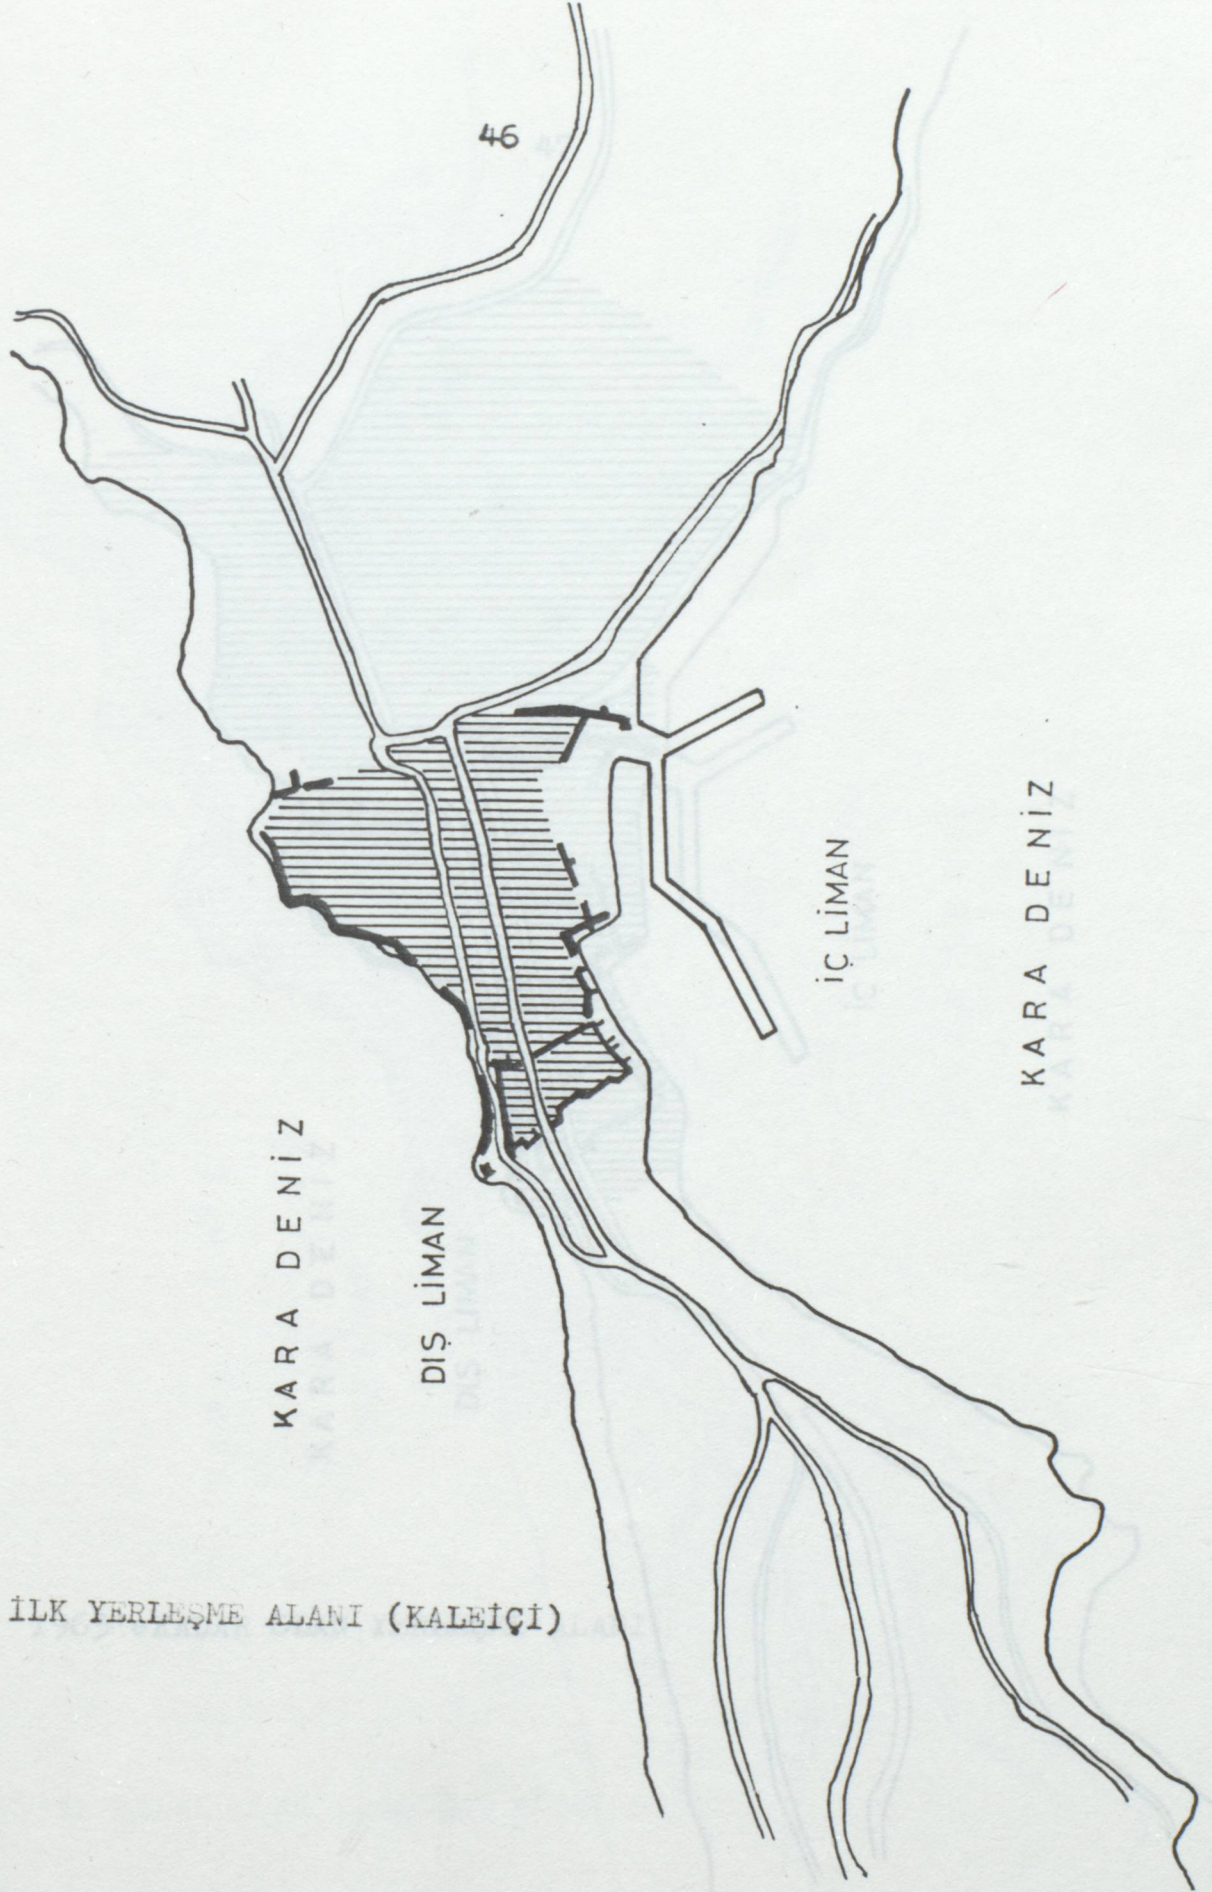 46
İÇ LİMAN
KARA DENİZ
KARA DENİZ
DIŞ LİMAN
İLK YERLEŞME ALANI (KALEİÇİ)